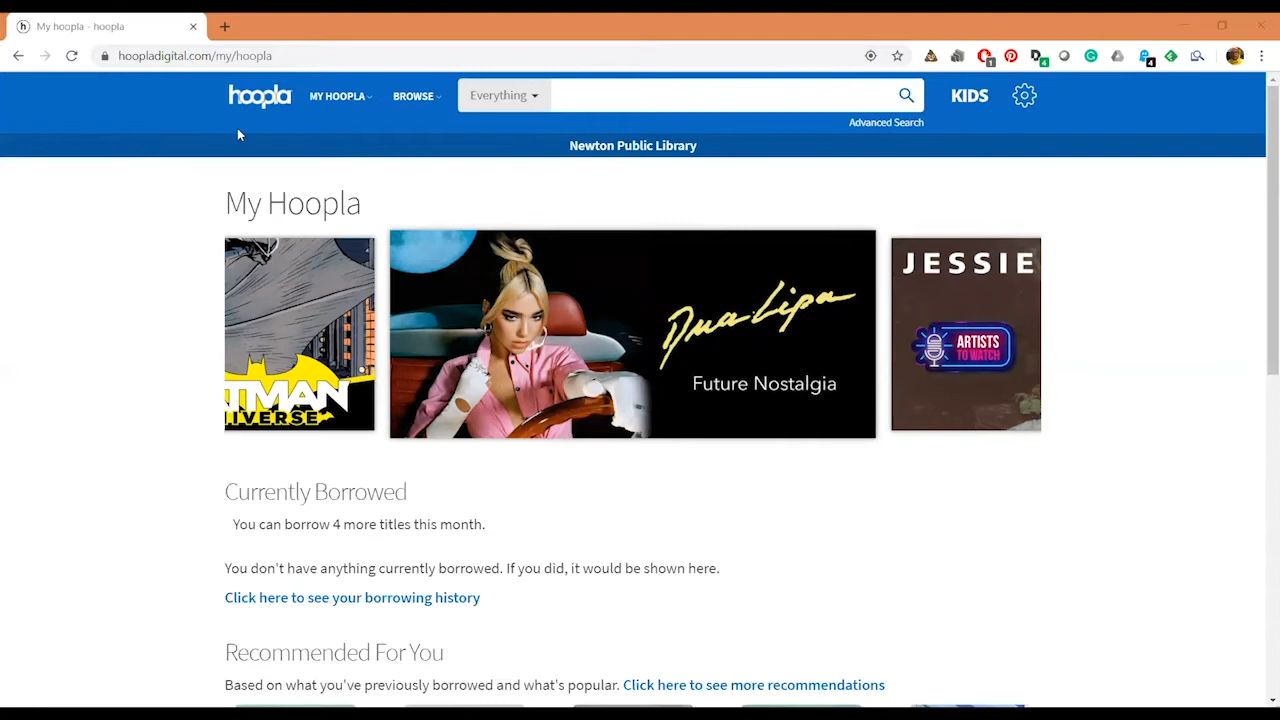 My hoopla - hoopla
hoopladigital.com/my/hoopla
1
4
4
hoopla
MY HOOPLA
BROWSE
Everything
KIDS
Advanced Search
Newton Public Library
My Hoopla
TMAN
IVERSE
Dua Lipa
Future Nostalgia
JESSIE
ARTISTS
TO WATCH
Currently Borrowed
You can borrow 4 more titles this month.
You don't have anything currently borrowed. If you did, it would be shown here.
Click here to see your borrowing history
Recommended For You
Based on what you've previously borrowed and what's popular. Click here to see more recommendations